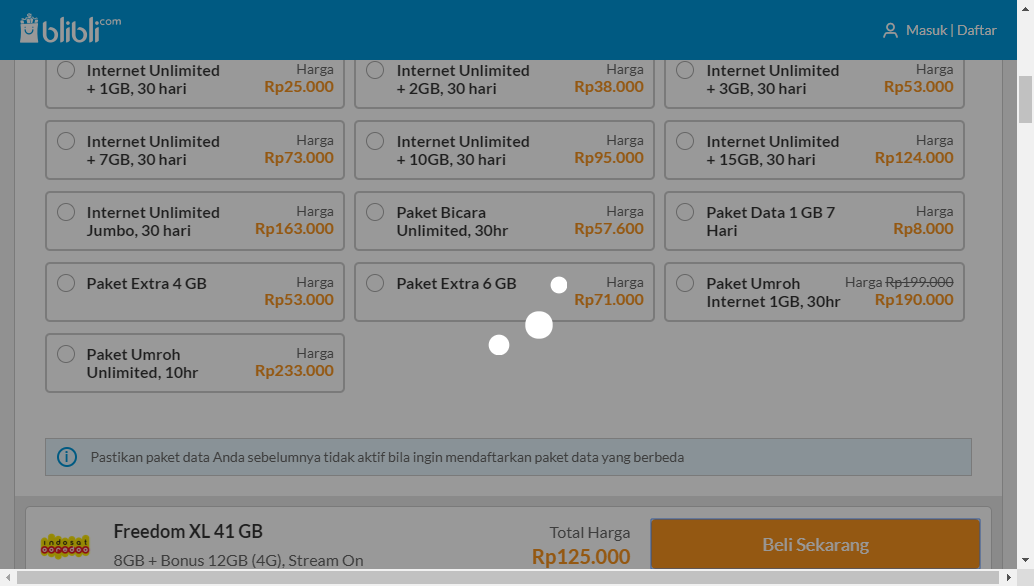 blibli.com
Masuk | Daftar
Internet Unlimited Harga
+ 1GB, 30 hari Rp25.000
Internet Unlimited Harga
+ 2GB, 30 hari Rp38.000
Internet Unlimited Harga
+ 3GB, 30 hari Rp53.000
Internet Unlimited Harga
+ 7GB, 30 hari Rp73.000
Internet Unlimited Harga
+ 10GB, 30 hari Rp95.000
Internet Unlimited Harga
+ 15GB, 30 hari Rp124.000
Internet Unlimited Harga
Jumbo, 30 hari Rp163.000
Paket Bicara Harga
Unlimited, 30hr Rp57.600
Paket Data 1 GB 7 Harga
Hari Rp8.000
Paket Extra 4 GB Harga
Rp53.000
Paket Extra 6 GB Harga
Rp71.000
Paket Umroh Harga Rp199.000
Internet 1GB, 30hr Rp190.000
Paket Umroh Harga
Unlimited, 10hr Rp233.000
Pastikan paket data Anda sebelumnya tidak aktif bila ingin mendaftarkan paket data yang berbeda
indosat
ooredoo
Freedom XL 41 GB
8GB + Bonus 12GB (4G), Stream On
Total Harga
Rp125.000
Beli Sekarang